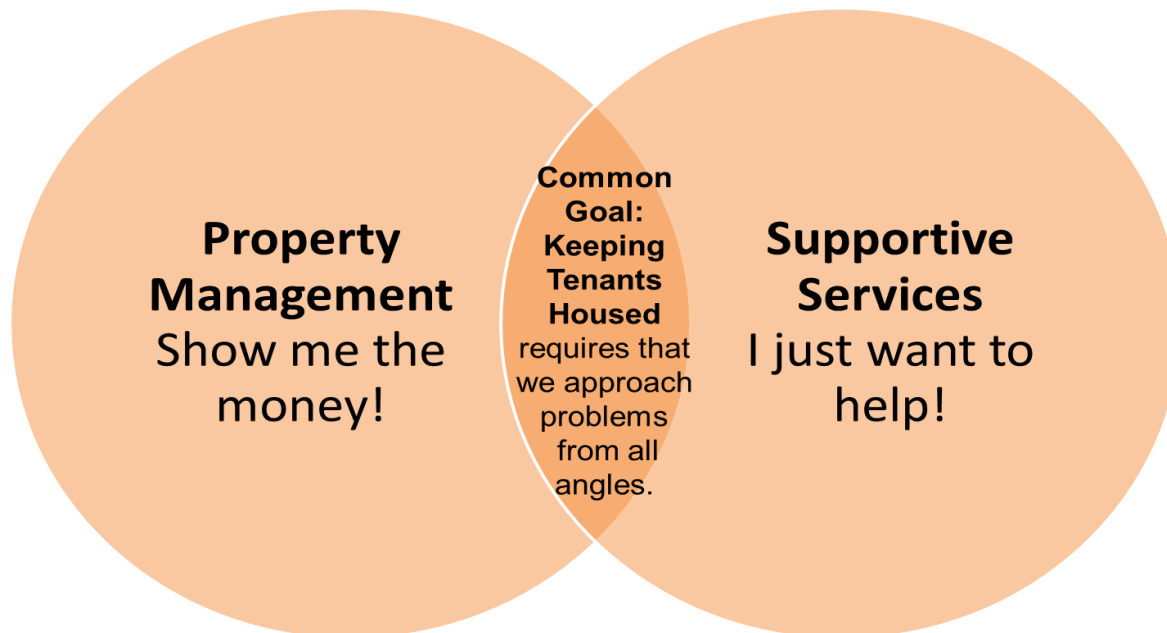 Property
Management
Show me the
money!
Common
Goal:
Keeping
Tenants
Housed
requires that
we approach
problems
from all
angles.
Supportive
Services
I just want to
help!